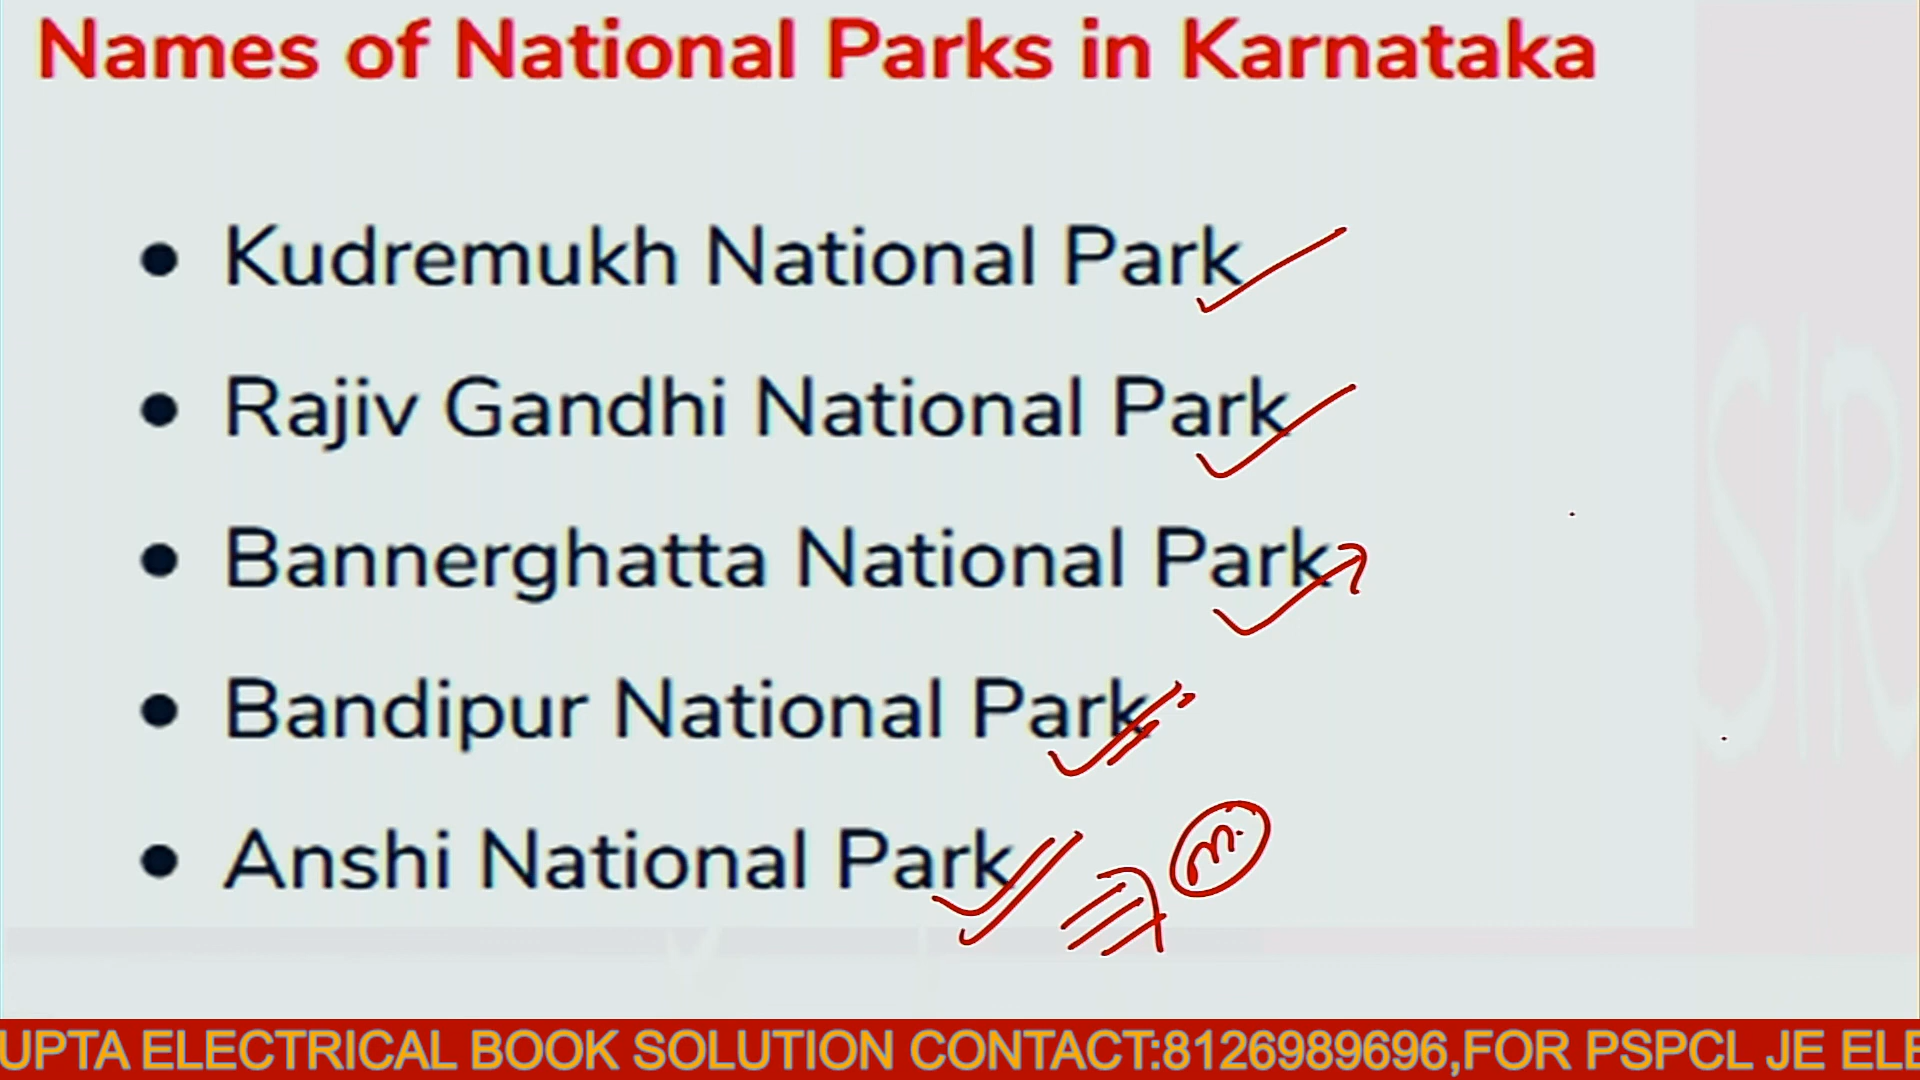 Names of National Parks in Karnataka
● Kudremukh National Park
● Rajiv Gandhi National Park
● Bannerghatta National Park
● Bandipur National Park
● Anshi National Park
SIR
UPTA ELECTRICAL BOOK SOLUTION CONTACT:8126989696,FOR PSPCL JE ELE